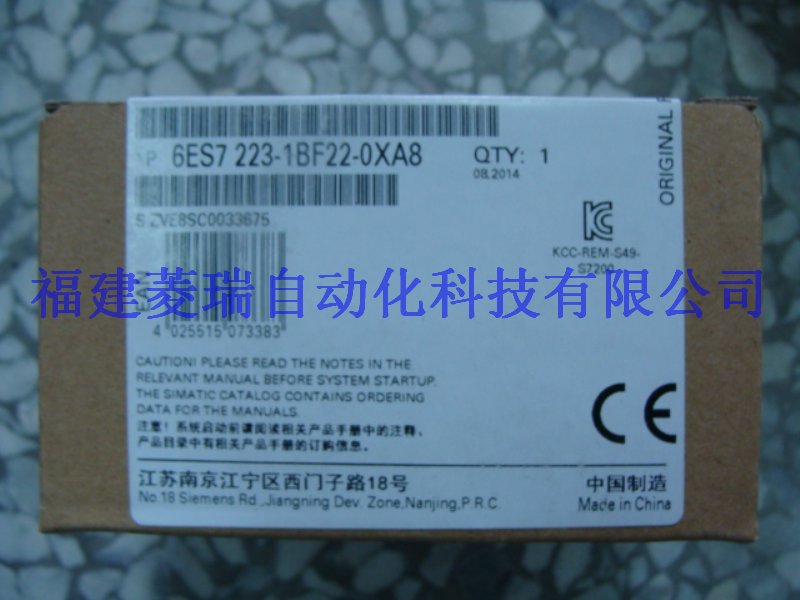 1P 6ES7 223-1BF22-0XA8
QTY: 1
08.2014
S ZVE8SC0033675
KCC-REM-S49-
S7200
EAN
福建菱瑞自动化科技有限公司
4 025515 073383
CAUTION! PLEASE READ THE NOTES IN THE
RELEVANT MANUAL BEFORE SYSTEM STARTUP.
THE SIMATIC CATALOG CONTAINS ORDERING
DATA FOR THE MANUALS.
注意！系统启动前请阅读相关产品手册中的注释。
产品目录中有相关产品手册的订购信息。
CE
江苏南京江宁区西门子路18号
No.18 Siemens Rd.,Jiangning Dev. Zone,Nanjing,P.R.C.
中国制造
Made in China
ORIGINAL